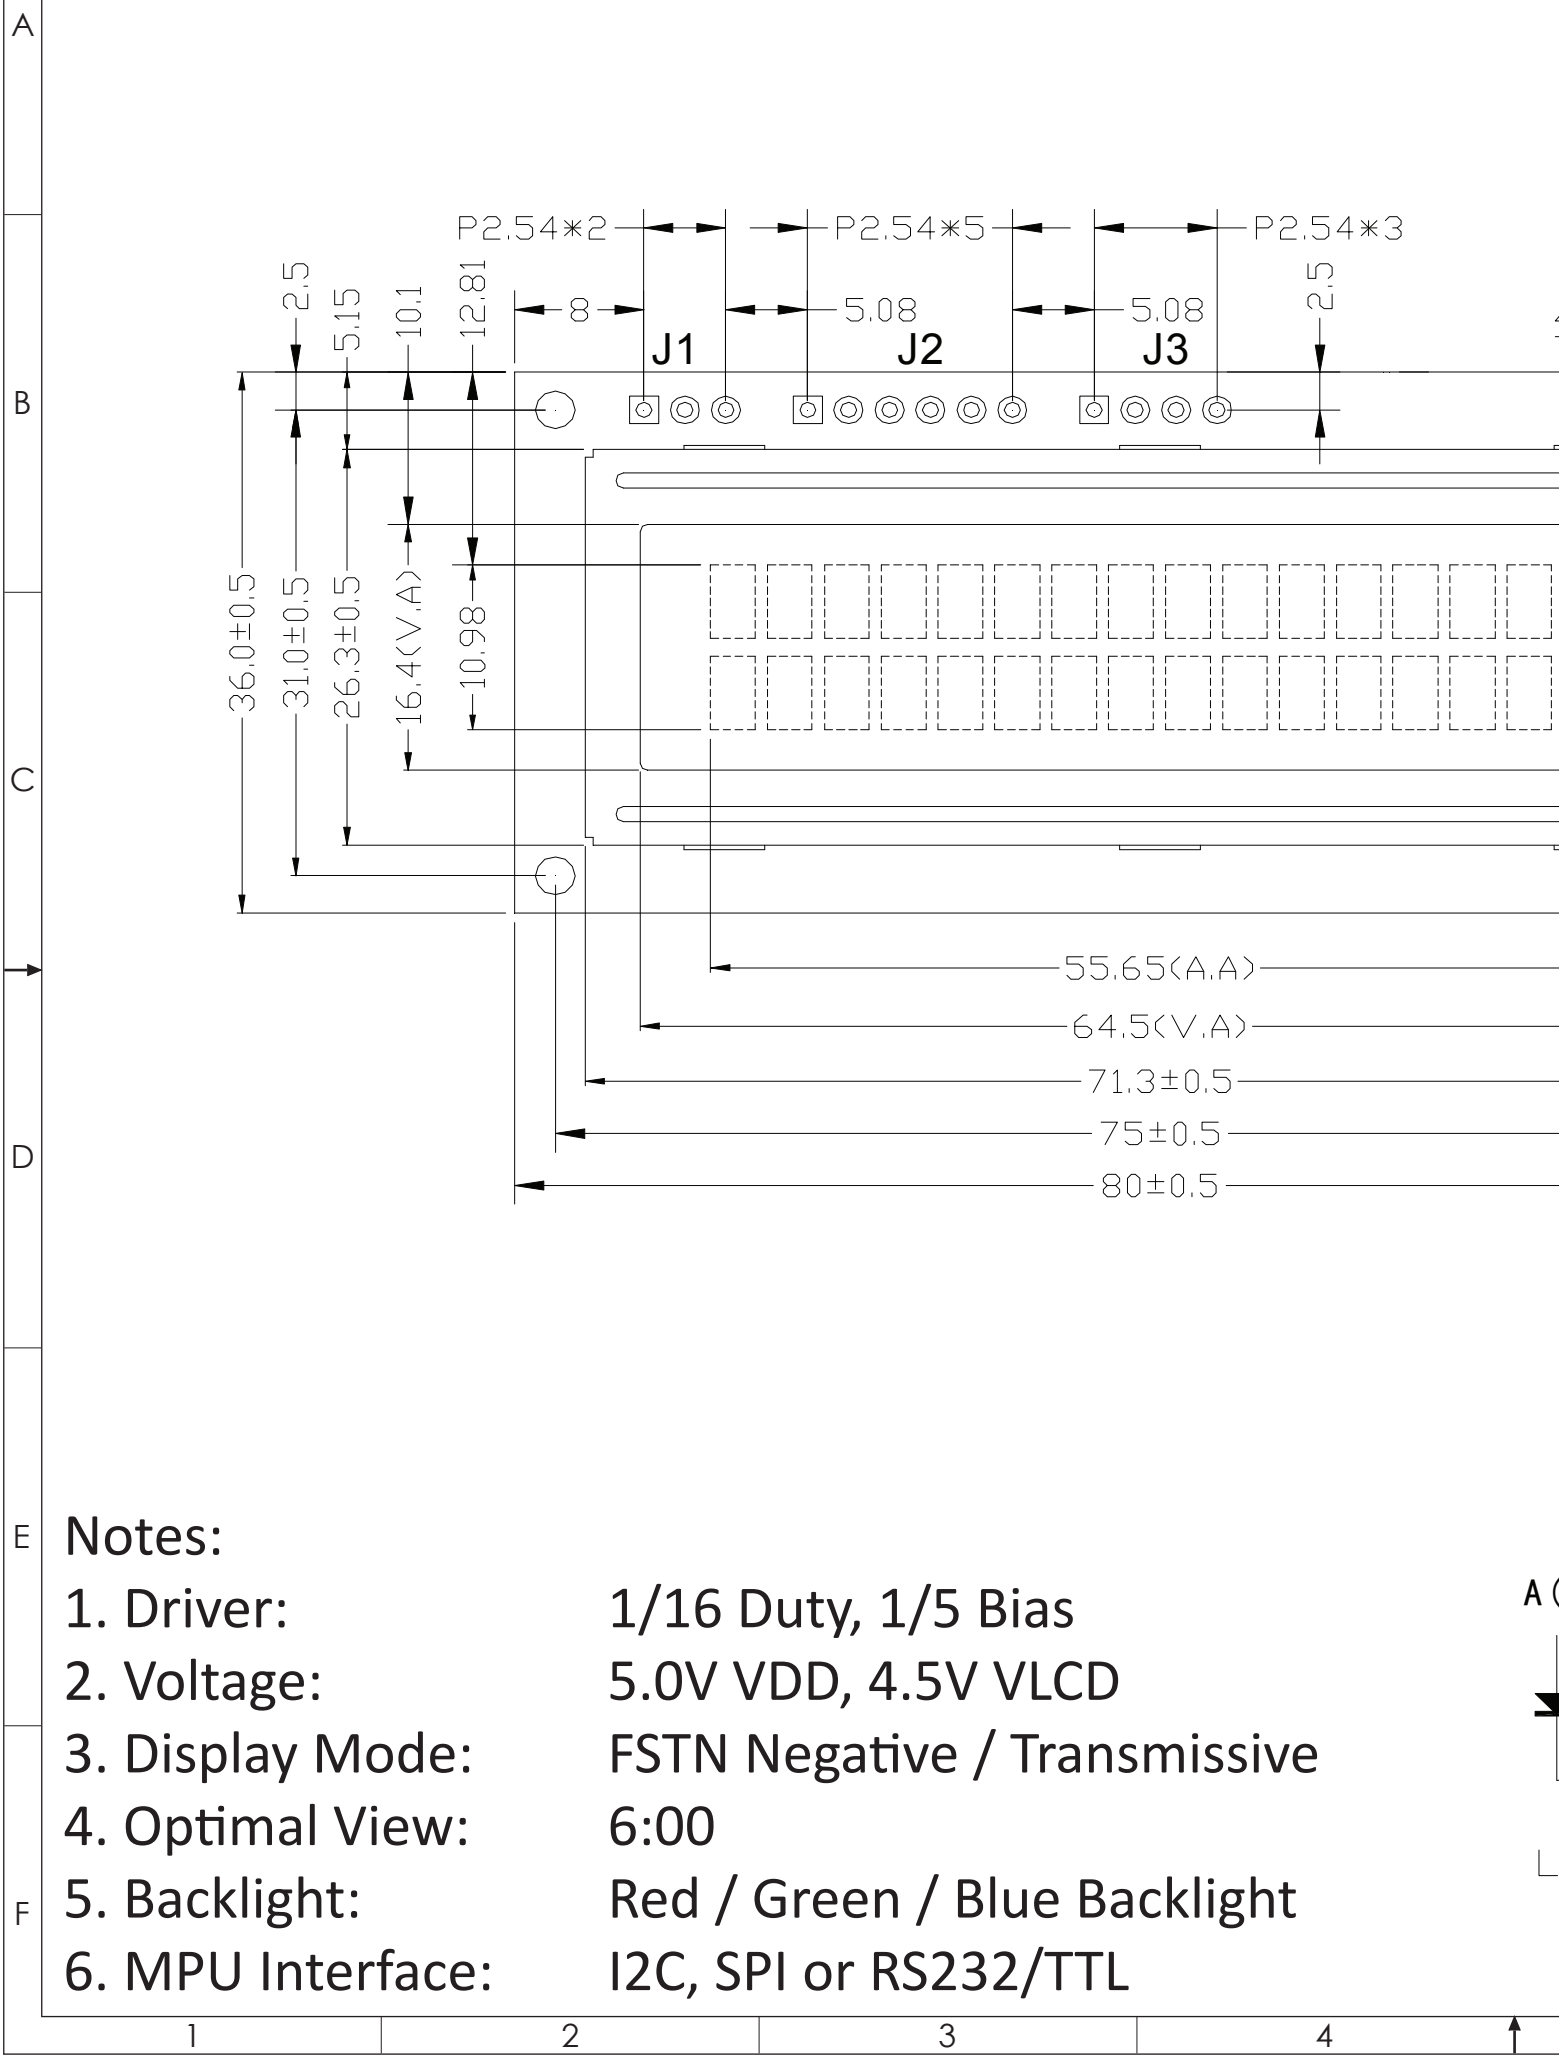 A
P2.54*2
P2.54*5
P2.54*3
2.5
5.15
10.1
12.81
8
5.08
5.08
2.5
J1
J2
J3
B
36.0±0.5
31.0±0.5
26.3±0.5
16.4(V.A)
10.98
C
55.65(A.A)
64.5(V.A)
71.3±0.5
75±0.5
80±0.5
D
E
Notes:
1. Driver: 1/16 Duty, 1/5 Bias
2. Voltage: 5.0V VDD, 4.5V VLCD
3. Display Mode: FSTN Negative / Transmissive
4. Optimal View: 6:00
5. Backlight: Red / Green / Blue Backlight
6. MPU Interface: I2C, SPI or RS232/TTL
A
F
1 2 3 4